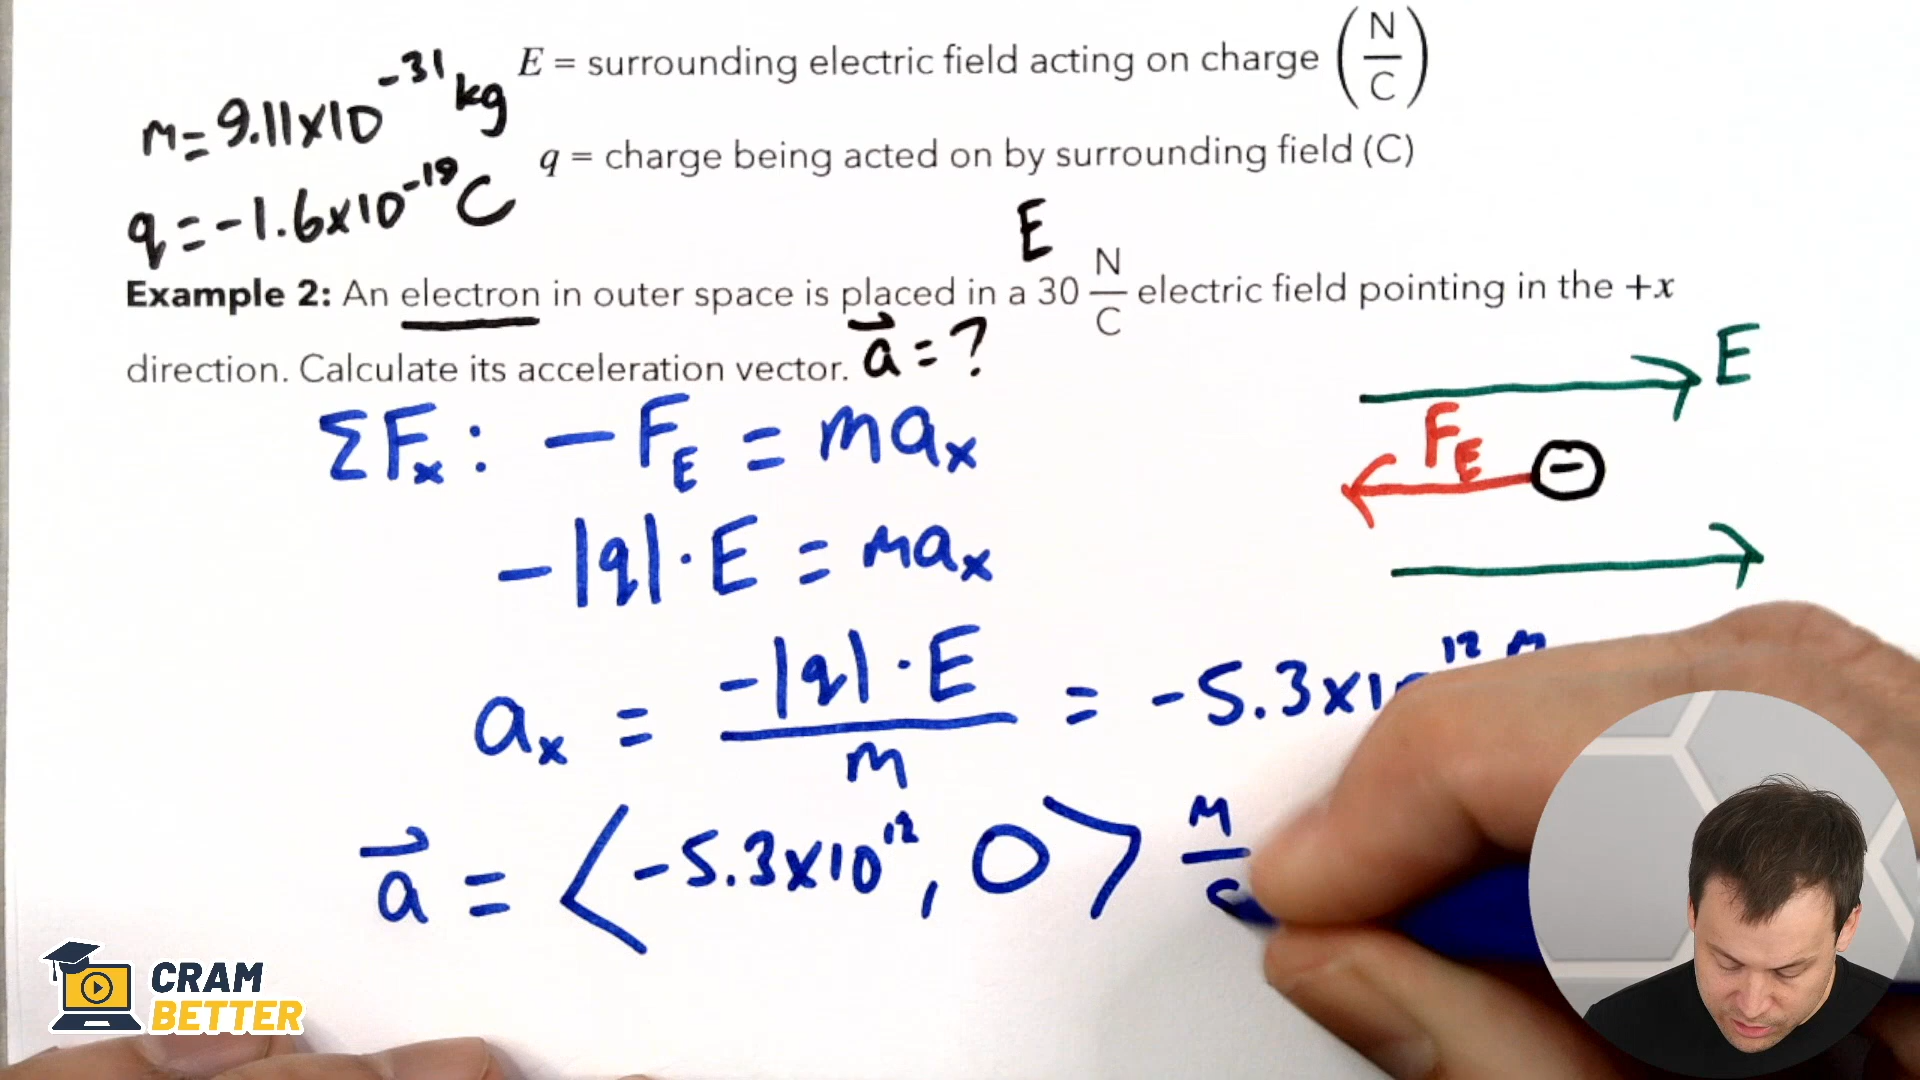 E = surrounding electric field acting on charge (N/C)
m = 9.11x10^-31 kg
q = charge being acted on by surrounding field (C)
q = -1.6x10^-19 C
E
Example 2: An electron in outer space is placed in a 30 N/C electric field pointing in the +x
direction. Calculate its acceleration vector. a⃗ = ?
E
ΣFx: -FE = max
FE
-
-|q|·E = max
ax = -|q|·E / m = -5.3x1 12 m
a⃗ = <-5.3x10^12, 0> m
CRAM
BETTER